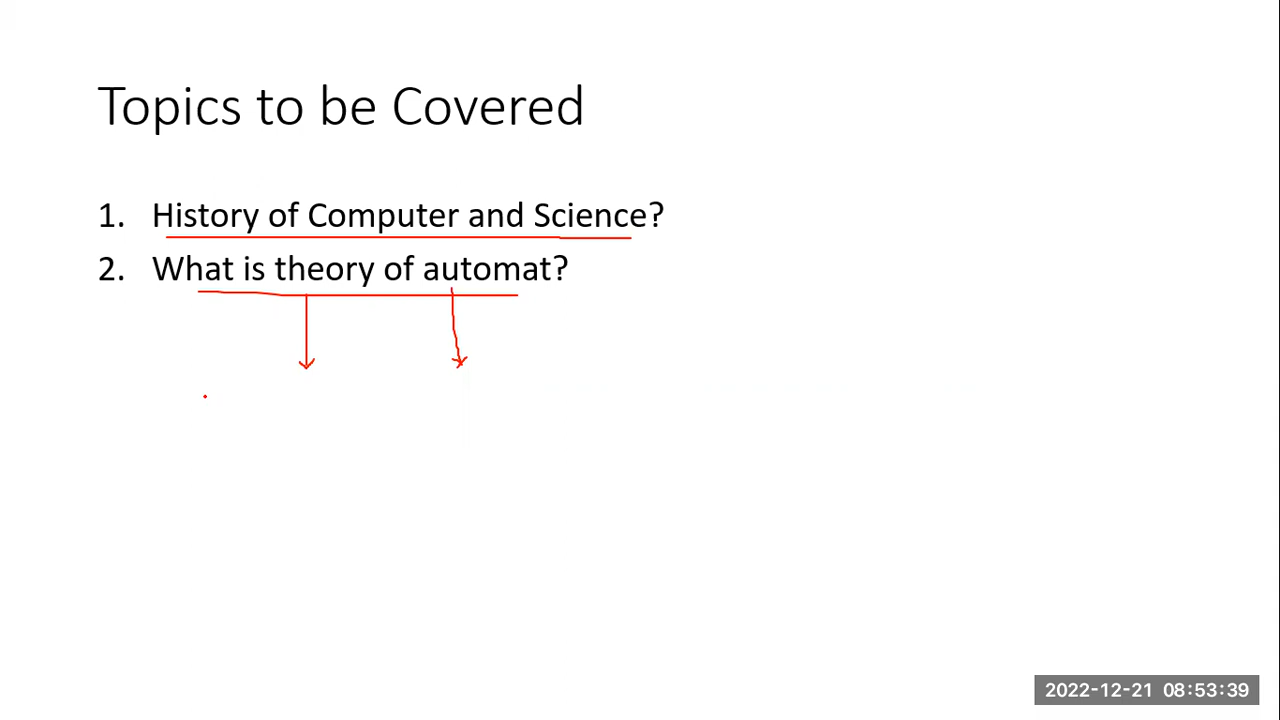 Topics to be Covered
1. History of Computer and Science?
2. What is theory of automat?
2022-12-21 08:53:39